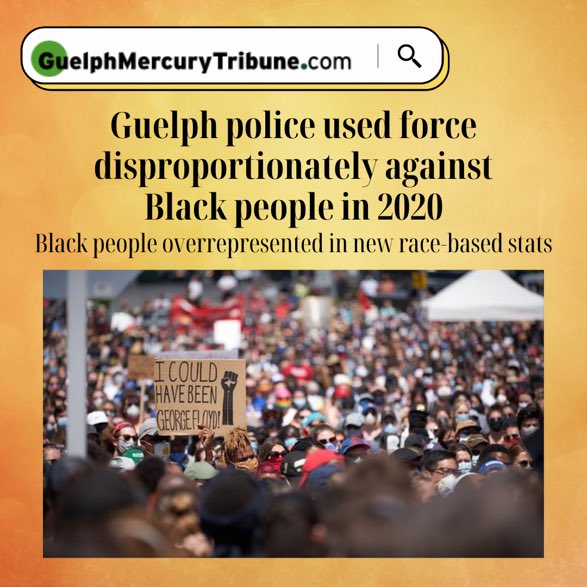 GuelphMercuryTribune.com
Guelph police used force
disproportionately against
Black people in 2020
Black people overrepresented in new race-based stats
I COULD
HAVE BEEN
GEORGE FLOYD!